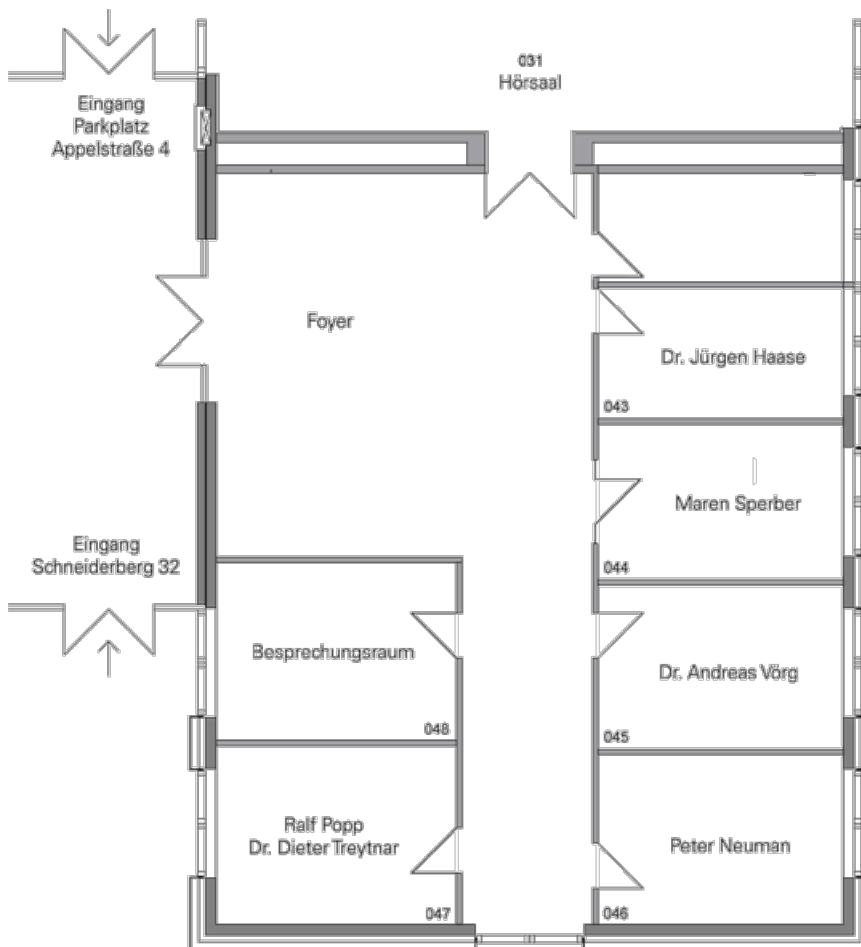 031
Hörsaal
Eingang
Parkplatz
Appelstraße 4
Foyer
Dr. Jürgen Haase
043
Maren Sperber
044
Eingang
Schneiderberg 32
Besprechungsraum
048
Dr. Andreas Vörg
045
Ralf Popp
Dr. Dieter Treytnar
047
Peter Neuman
046